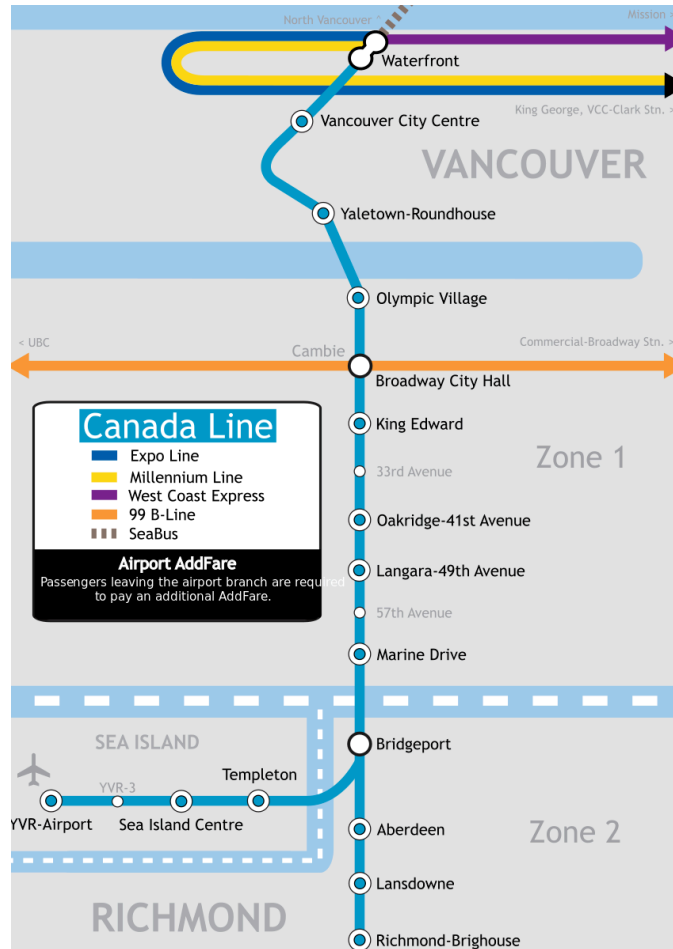 North Vancouver ^
Mission >
Waterfront
King George, VCC-Clark Stn. >
Vancouver City Centre
VANCOUVER
Yaletown-Roundhouse
Olympic Village
< UBC
Cambie
Commercial-Broadway Stn. >
Broadway City Hall
Canada Line
Expo Line
Millennium Line
West Coast Express
99 B-Line
SeaBus
Airport AddFare
Passengers leaving the airport branch are required
to pay an additional AddFare.
King Edward
Zone 1
33rd Avenue
Oakridge-41st Avenue
Langara-49th Avenue
57th Avenue
Marine Drive
SEA ISLAND
Bridgeport
Templeton
YVR-3
YVR-Airport
Sea Island Centre
Aberdeen
Zone 2
Lansdowne
RICHMOND
Richmond-Brighouse